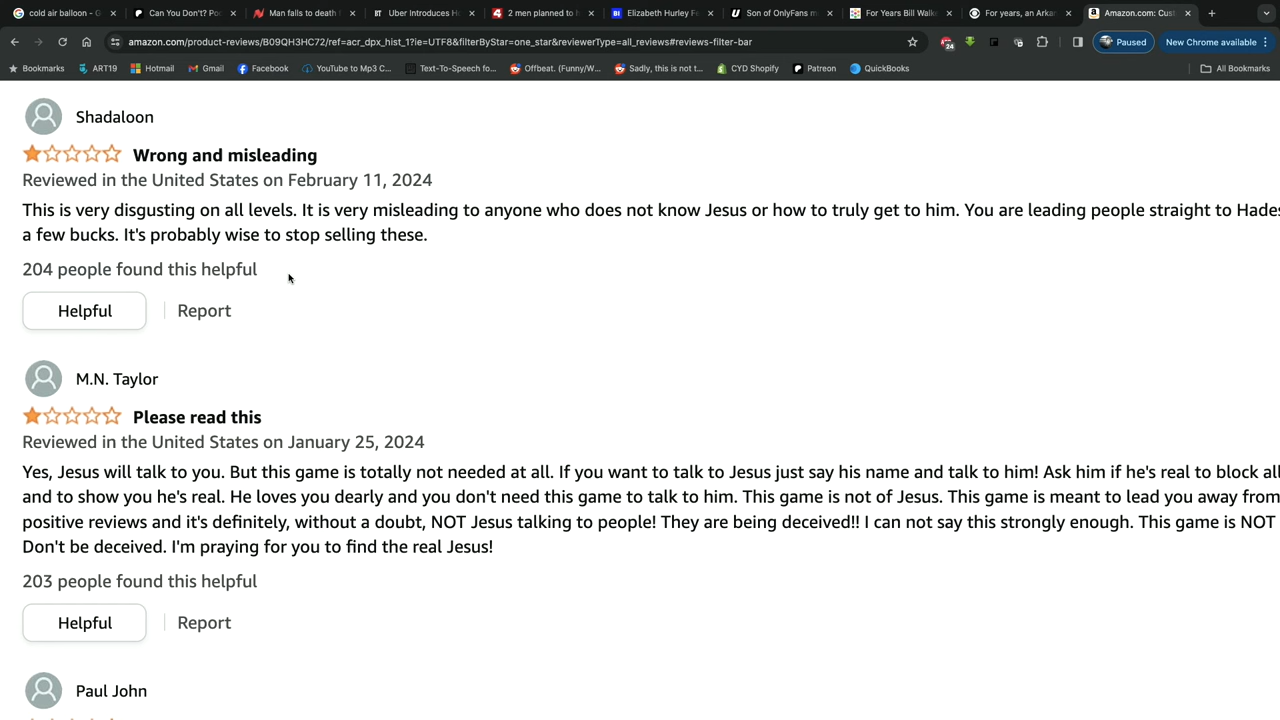 cold air balloon - G
Can You Don't? Po
Man falls to death
Uber Introduces H
2 men planned to
Elizabeth Hurley F
Son of OnlyFans m
For Years Bill Walk
For years, an Arka
Amazon.com: Cus
amazon.com/product-reviews/B09QH3HC72/ref=acr_dpx_hist_1?ie=UTF8&filterByStar=one_star&reviewerType=all_reviews#reviews-filter-bar
24
Paused
New Chrome available
Bookmarks
ART19
Hotmail
Gmail
Facebook
YouTube to Mp3 C...
Text-To-Speech fo...
Offbeat. (Funny/W...
Sadly, this is not t...
CYD Shopify
Patreon
QuickBooks
All Bookmarks
Shadaloon
Wrong and misleading
Reviewed in the United States on February 11, 2024
This is very disgusting on all levels. It is very misleading to anyone who does not know Jesus or how to truly get to him. You are leading people straight to Hades
a few bucks. It's probably wise to stop selling these.
204 people found this helpful
Helpful
Report
M.N. Taylor
Please read this
Reviewed in the United States on January 25, 2024
Yes, Jesus will talk to you. But this game is totally not needed at all. If you want to talk to Jesus just say his name and talk to him! Ask him if he's real to block all
and to show you he's real. He loves you dearly and you don't need this game to talk to him. This game is not of Jesus. This game is meant to lead you away from
positive reviews and it's definitely, without a doubt, NOT Jesus talking to people! They are being deceived!! I can not say this strongly enough. This game is NOT
Don't be deceived. I'm praying for you to find the real Jesus!
203 people found this helpful
Helpful
Report
Paul John